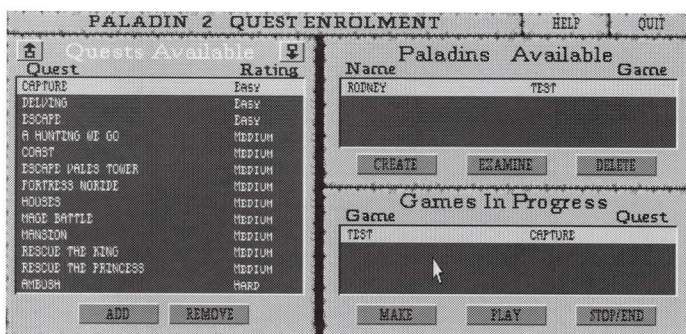 PALADIN 2 QUEST ENROLMENT
HELP
QUIT
Quests Available
Quest Rating
CAPTURE EASY
DELVING EASY
ESCAPE EASY
A HUNTING WE GO MEDIUM
COAST MEDIUM
ESCAPE VALES TOWER MEDIUM
FORTRESS NORIDE MEDIUM
HOUSES MEDIUM
MAGE BATTLE MEDIUM
MANSION MEDIUM
RESCUE THE KING MEDIUM
RESCUE THE PRINCESS MEDIUM
AMBUSH HARD
ADD REMOVE
Paladins Available
Name Game
RODNEY TEST
CREATE EXAMINE DELETE
Games In Progress
Game Quest
TEST CAPTURE
MAKE PLAY STOP/END